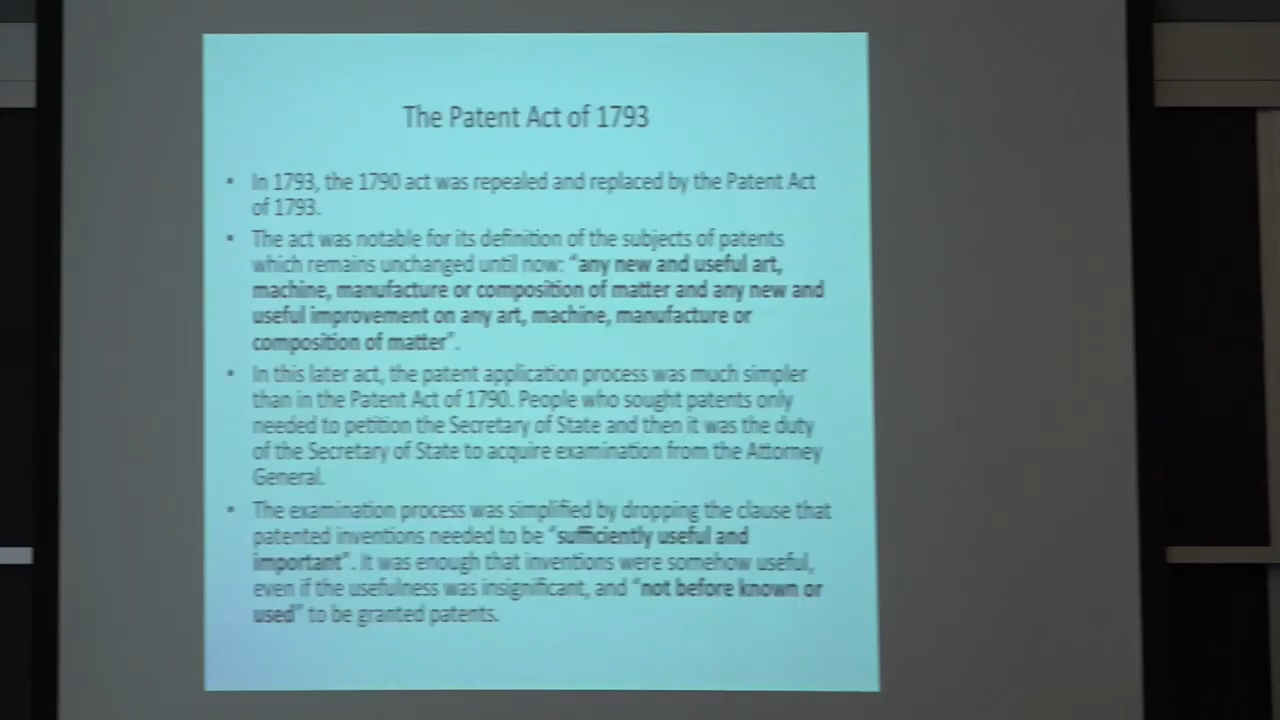 The Patent Act of 1793
• In 1793, the 1790 act was repealed and replaced by the Patent Act
of 1793.
• The act was notable for its definition of the subjects of patents
which remains unchanged until now: "any new and useful art,
machine, manufacture or composition of matter and any new and
useful improvement on any art, machine, manufacture or
composition of matter".
• In this later act, the patent application process was much simpler
than in the Patent Act of 1790. People who sought patents only
needed to petition the Secretary of State and then it was the duty
of the Secretary of State to acquire examination from the Attorney
General.
• The examination process was simplified by dropping the clause that
patented inventions needed to be "sufficiently useful and
important". It was enough that inventions were somehow useful,
even if the usefulness was insignificant, and "not before known or
used" to be granted patents.